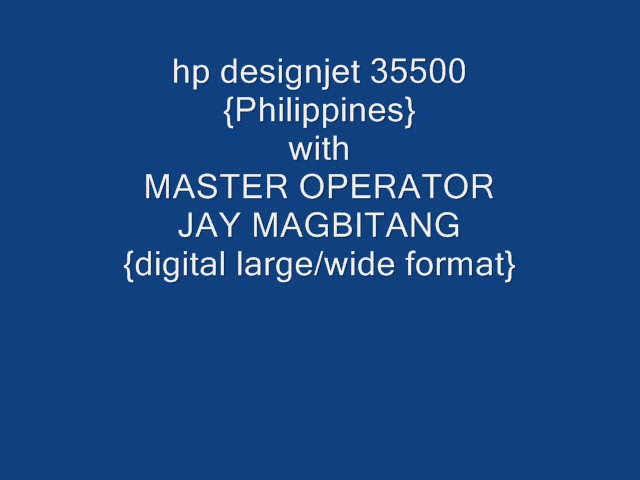 hp designjet 35500
{Philippines}
with
MASTER OPERATOR
JAY MAGBITANG
{digital large/wide format}